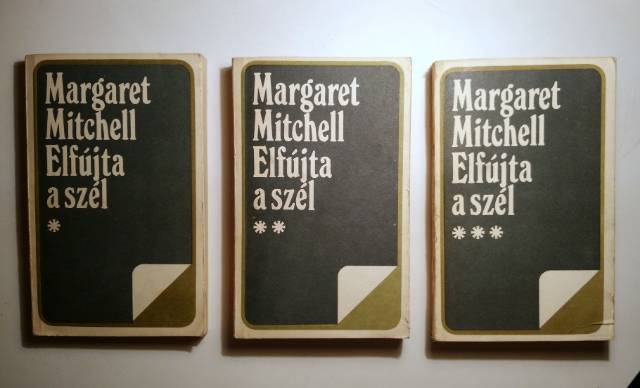 Margaret
Mitchell
Elfújta
a szél
*
Margaret
Mitchell
Elfújta
a szél
**
Margaret
Mitchell
Elfújta
a szél
***